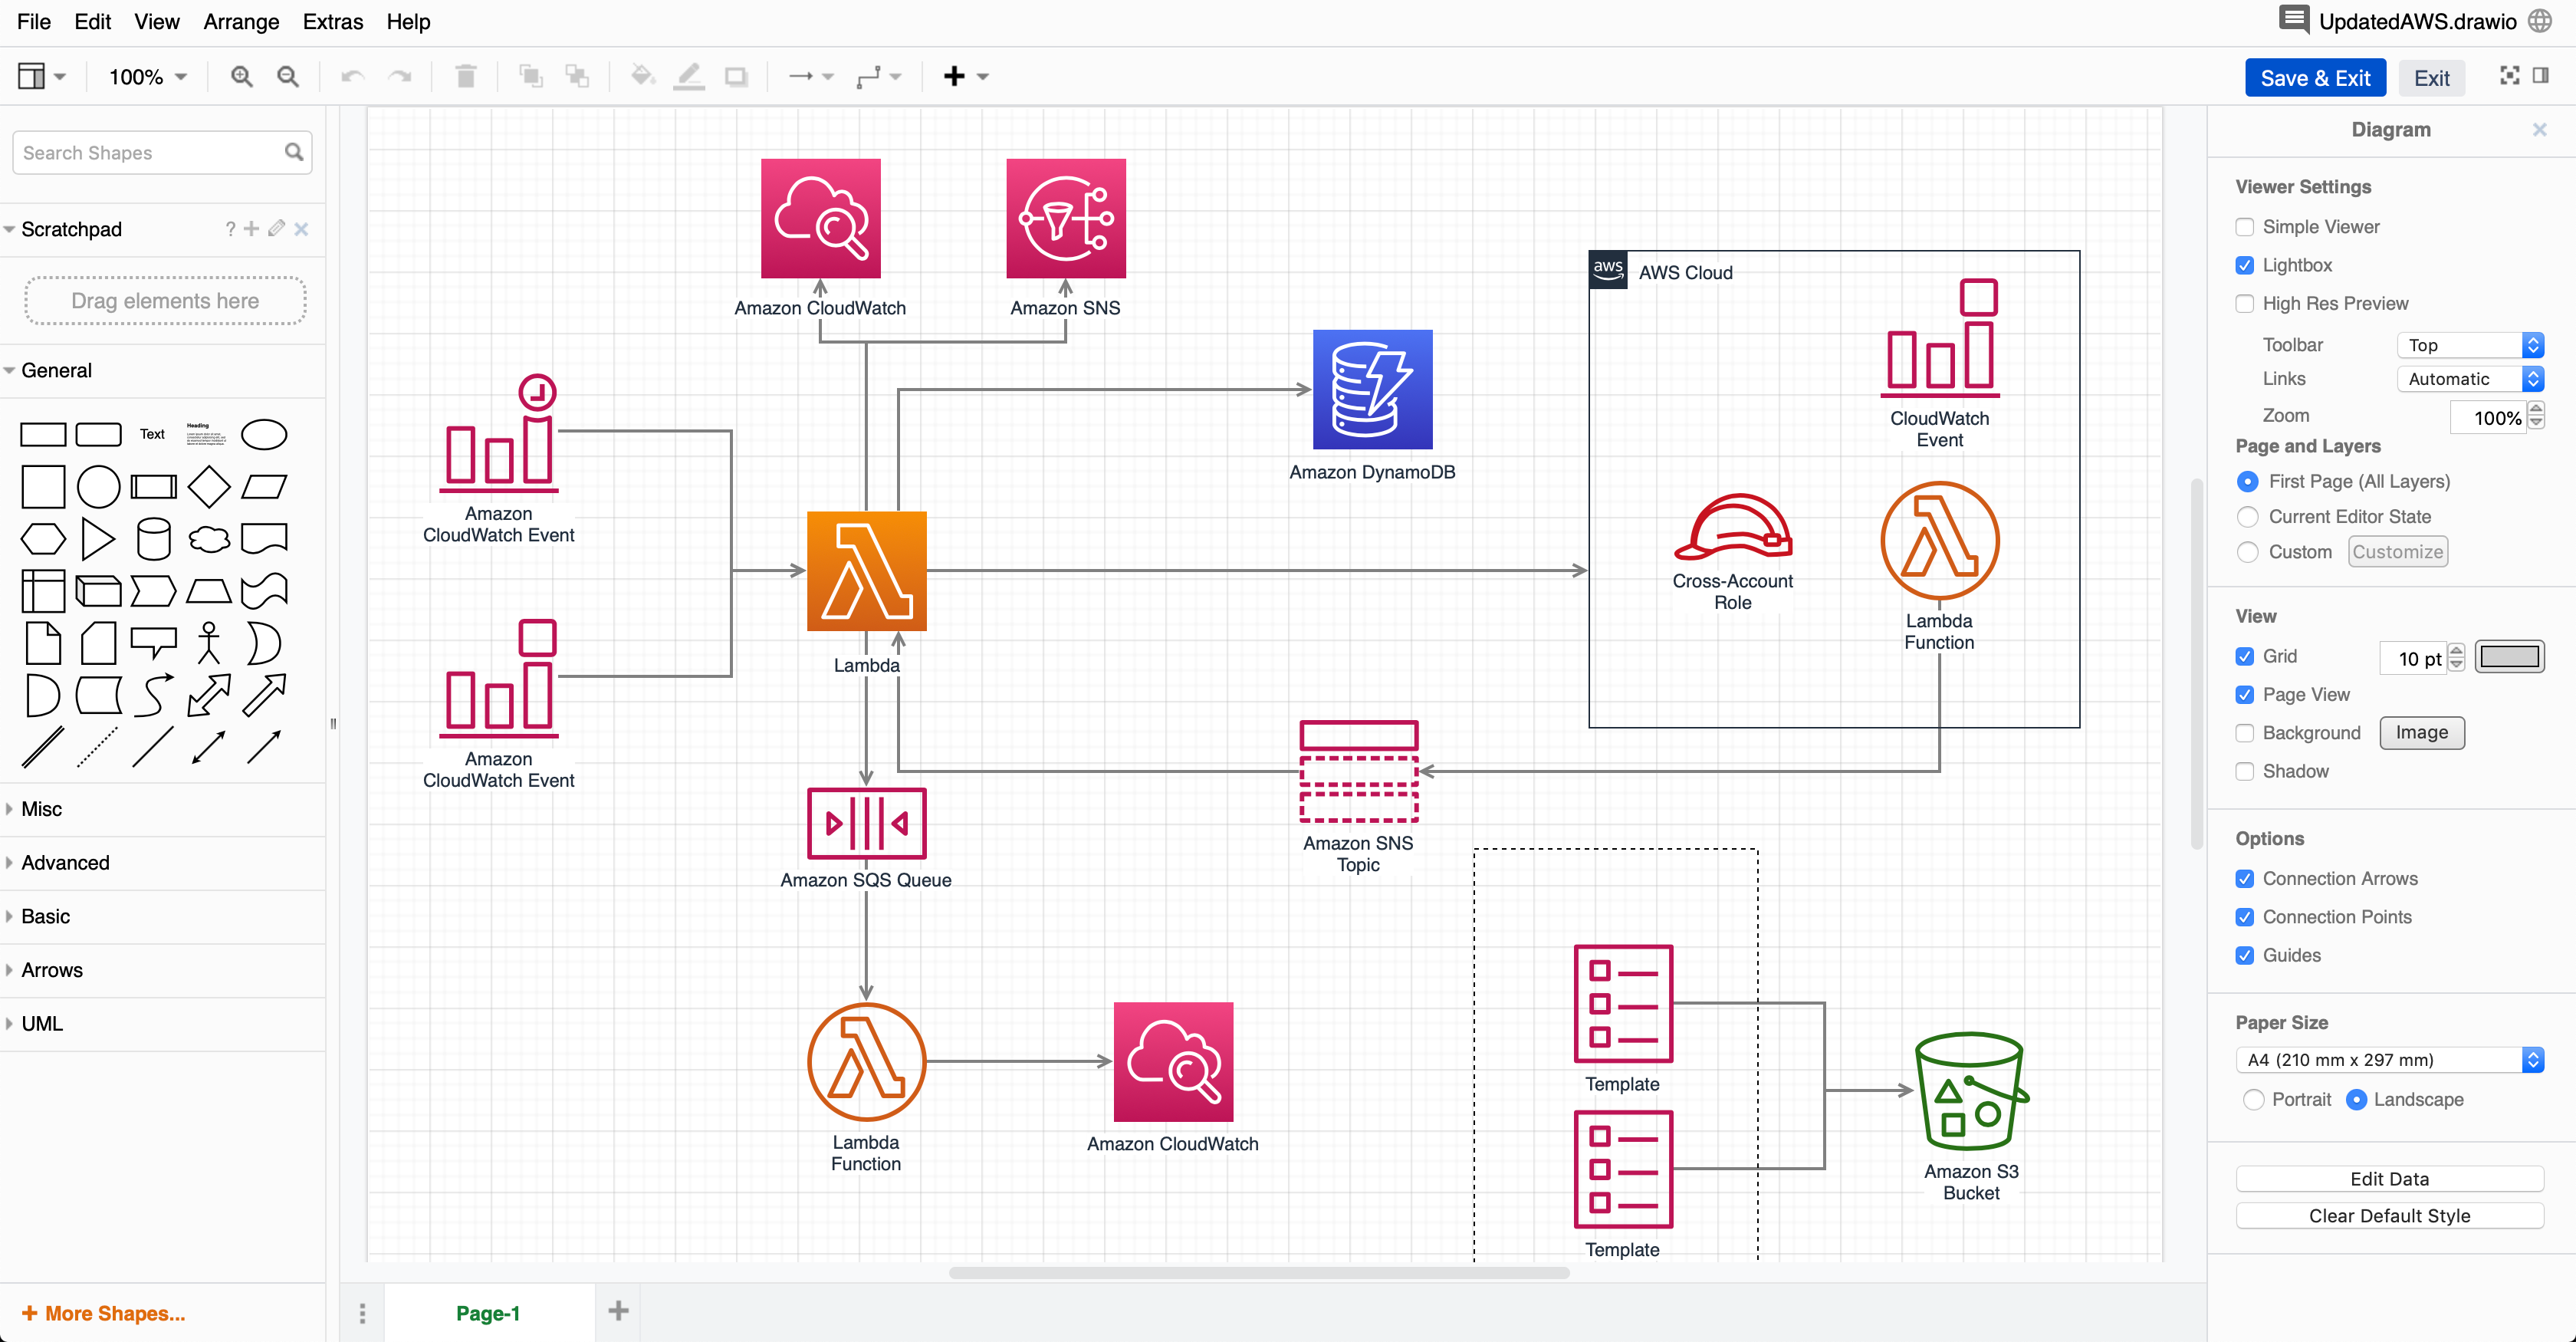 File Edit View Arrange Extras Help
UpdatedAWS.drawio
100%
Save & Exit
Exit
Search Shapes
Scratchpad
?
Drag elements here
General
Text
Heading
Misc
Advanced
Basic
Arrows
UML
+ More Shapes...
Amazon CloudWatch
Amazon SNS
aws
AWS Cloud
CloudWatch
Event
Amazon DynamoDB
Amazon
CloudWatch Event
Cross-Account
Role
Lambda
Function
Lambda
Amazon
CloudWatch Event
Amazon SNS
Topic
Amazon SQS Queue
Template
Lambda
Function
Amazon CloudWatch
Amazon S3
Bucket
Template
Page-1
Diagram
Viewer Settings
Simple Viewer
Lightbox
High Res Preview
Toolbar Top
Links Automatic
Zoom 100%
Page and Layers
First Page (All Layers)
Current Editor State
Custom Customize
View
Grid 10 pt
Page View
Background Image
Shadow
Options
Connection Arrows
Connection Points
Guides
Paper Size
A4 (210 mm x 297 mm)
Portrait Landscape
Edit Data
Clear Default Style